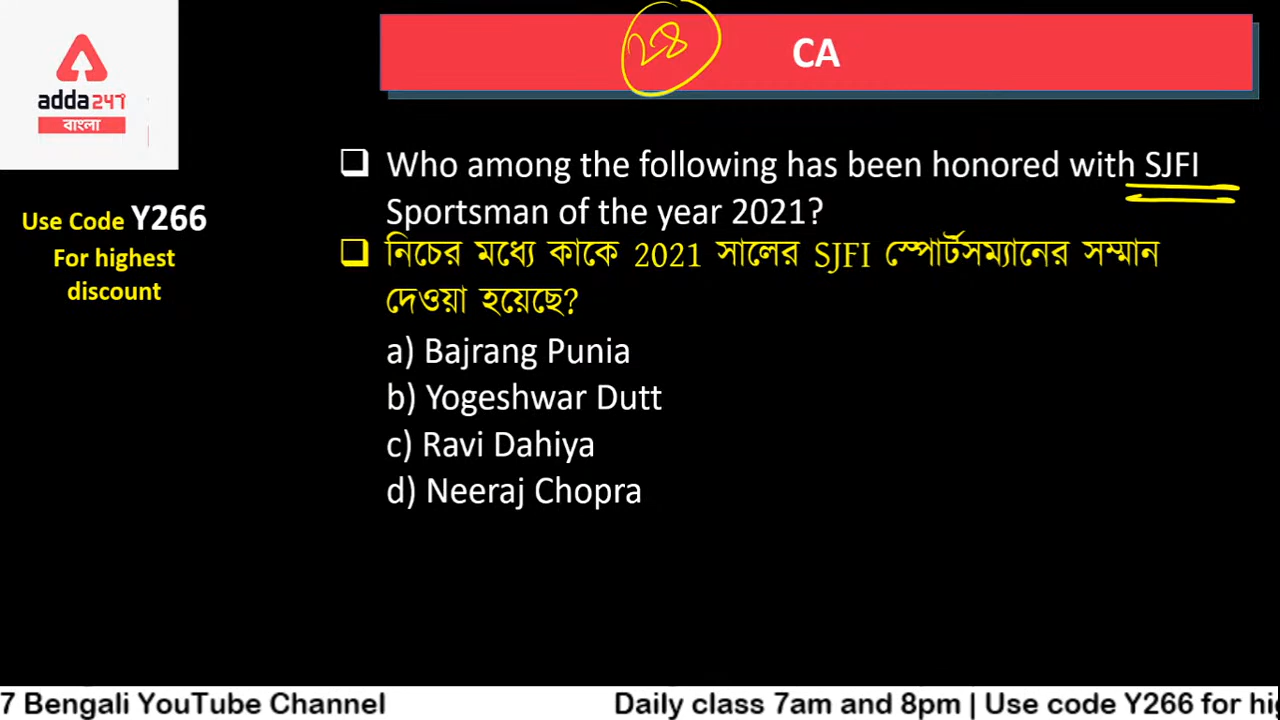 28
CA
adda247
বাংলা
Who among the following has been honored with SJFI
Sportsman of the year 2021?
Use Code Y266
For highest
discount
নিচের মধ্যে কাকে 2021 সালের SJFI স্পোর্টসম্যানের সম্মান
দেওয়া হয়েছে?
a) Bajrang Punia
b) Yogeshwar Dutt
c) Ravi Dahiya
d) Neeraj Chopra
7 Bengali YouTube Channel Daily class 7am and 8pm | Use code Y266 for hi